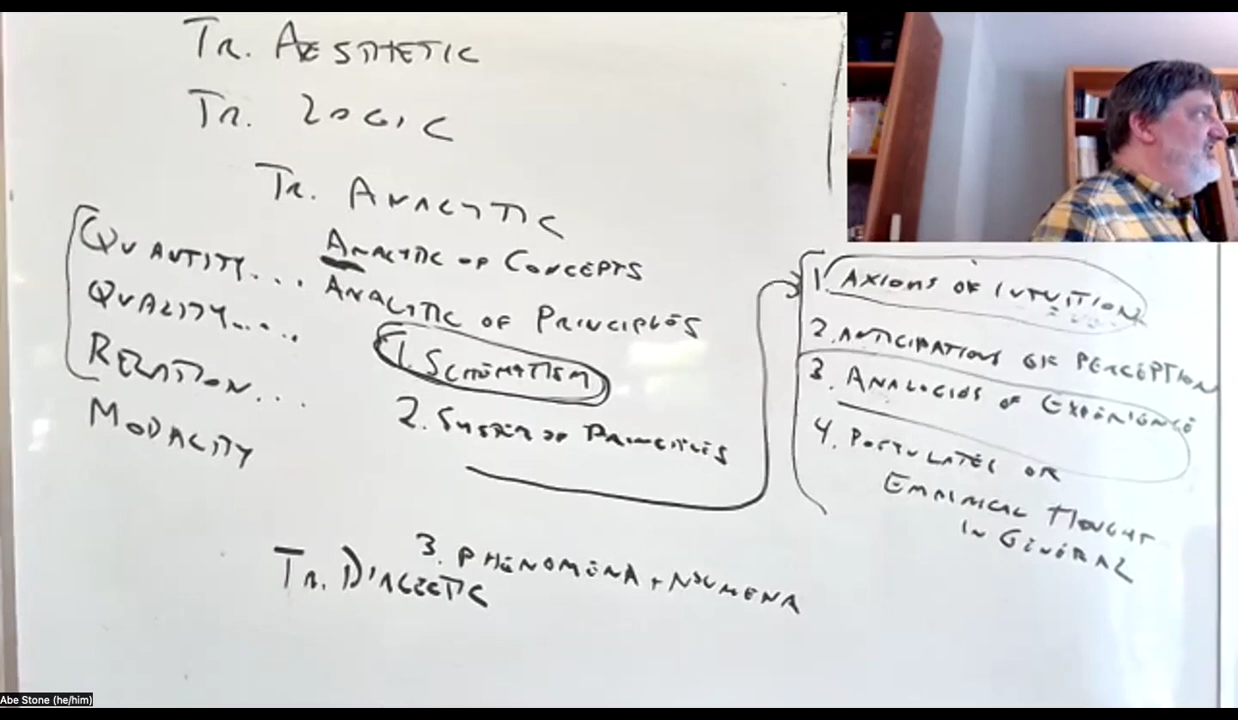 Tr. AESTHETIC
Tr. LOGIC
Tr. ANALYTIC
QUANTITY...
QUALITY.....
RELATION...
MODALITY
ANALYTIC OF CONCEPTS
ANALYTIC OF PRINCIPLES
1. SCHEMATISM
2. SYSTEM OF PRINCIPLES
3. PHENOMENA + NOUMENA
Tr. DIALECTIC
1. AXIOMS OF INTUITION
2. ANTICIPATIONS OF PERCEPTION
3. ANALOGIES OF EXPERIENCE
4. POSTULATES OF
EMPIRICAL THOUGHT
IN GENERAL
Abe Stone (he/him)